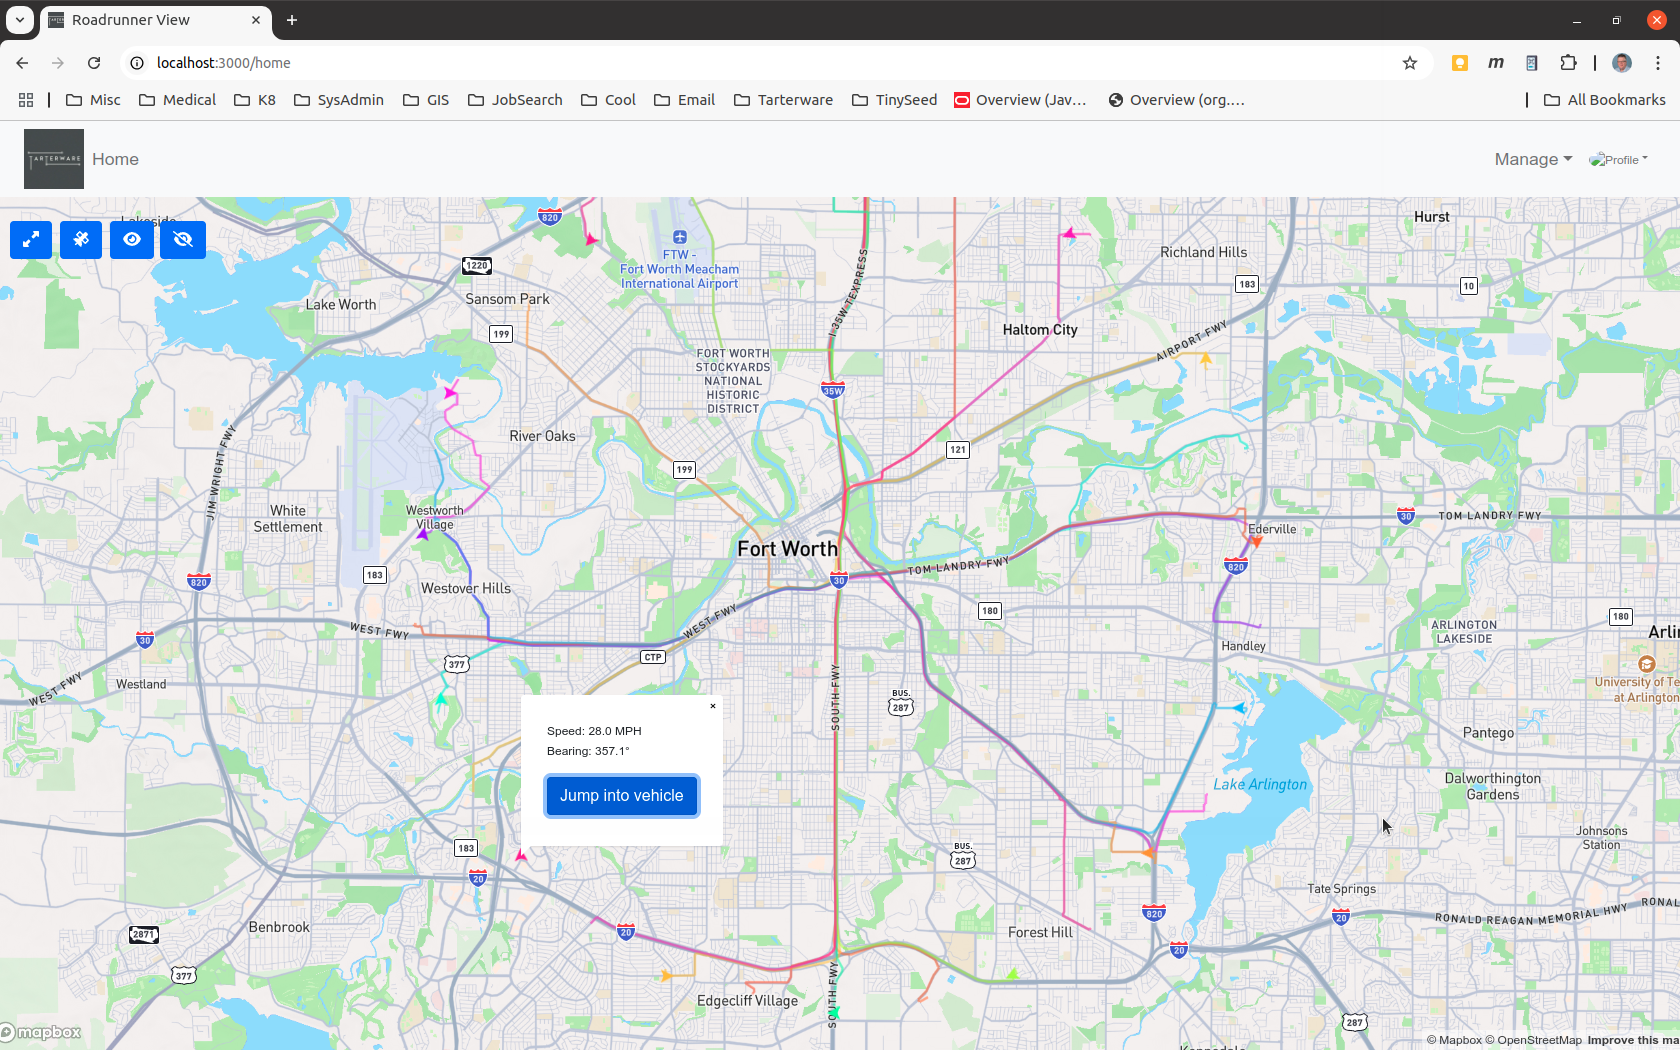 Roadrunner View
localhost:3000/home
Misc
Medical
K8
SysAdmin
GIS
JobSearch
Cool
Email
Tarterware
TinySeed
Overview (Jav…
Overview (org.…
All Bookmarks
TARTERWARE
Home
Manage
Profile
Lakeside
820
Hurst
Richland Hills
FTW -
Fort Worth Meacham
International Airport
1220
Lake Worth
Sansom Park
183
10
199
I 35W TEXPRESS
Haltom City
AIRPORT FWY
FORT WORTH
STOCKYARDS
NATIONAL
HISTORIC
DISTRICT
35W
JIM WRIGHT FWY
River Oaks
121
199
White
Settlement
Westworth
Village
30
TOM LANDRY FWY
Ederville
Fort Worth
183
820
30
TOM LANDRY FWY
820
Westover Hills
180
180
30
WEST FWY
WEST FWY
ARLINGTON
LAKESIDE
Arli
CTP
377
Handley
WEST FWY
Westland
SOUTH FWY
BUS.
287
University of Te
at Arlington
Speed: 28.0 MPH
Bearing: 357.1°
Jump into vehicle
Pantego
Lake Arlington
Dalworthington
Gardens
183
20
BUS.
287
Johnsons
Station
Tate Springs
820
20
RONALD REAGAN MEMORIAL HWY
RONAL
Benbrook
2871
20
Forest Hill
20
377
SOUTH FWY
Edgecliff Village
287
mapbox
© Mapbox © OpenStreetMap Improve this m
Kennedale